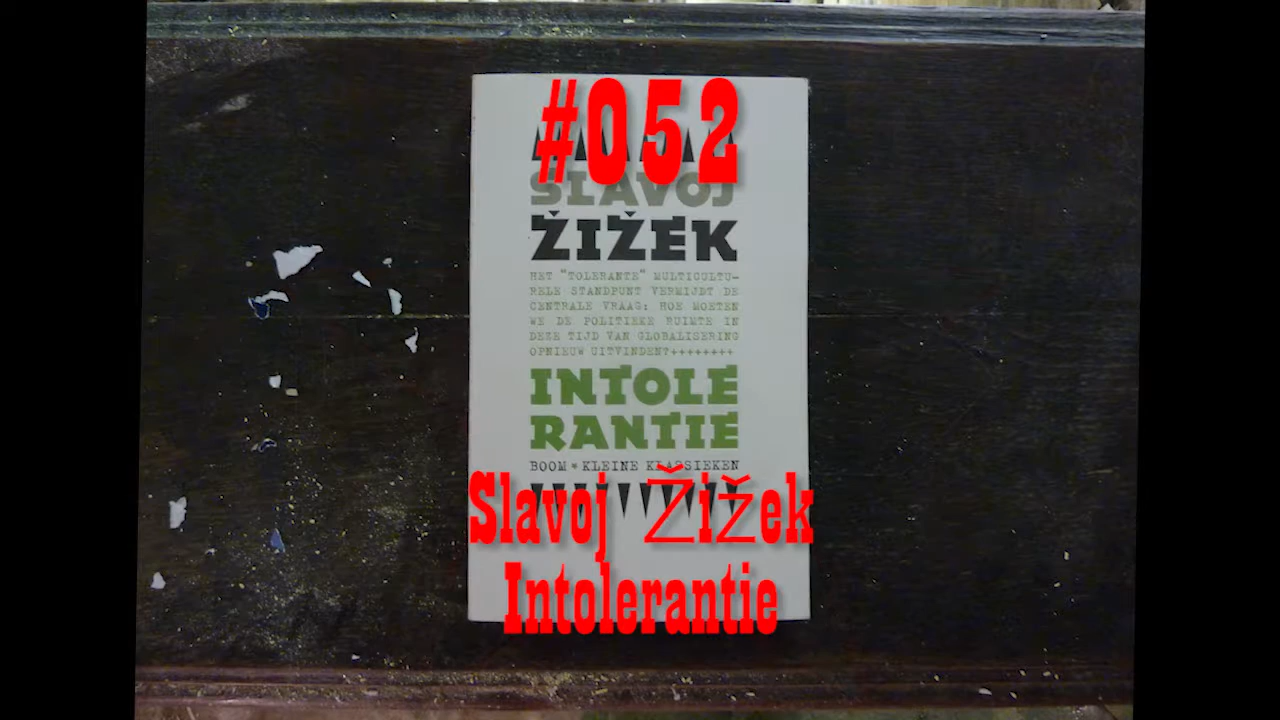 #052
SLAVOJ
ŽIŽEK
HET "TOLERANTE" MULTICULTU-
RELE STANDPUNT VERMIJDT DE
CENTRALE VRAAG: HOE MOETEN
WE DE POLITIEKE RUIMTE IN
DEZE TIJD VAN GLOBALISERING
OPNIEUW UITVINDEN?++++++++
INTOLE
RANTIE
BOOM * KLEINE KLASSIEKEN
Slavoj Žižek
Intolerantie